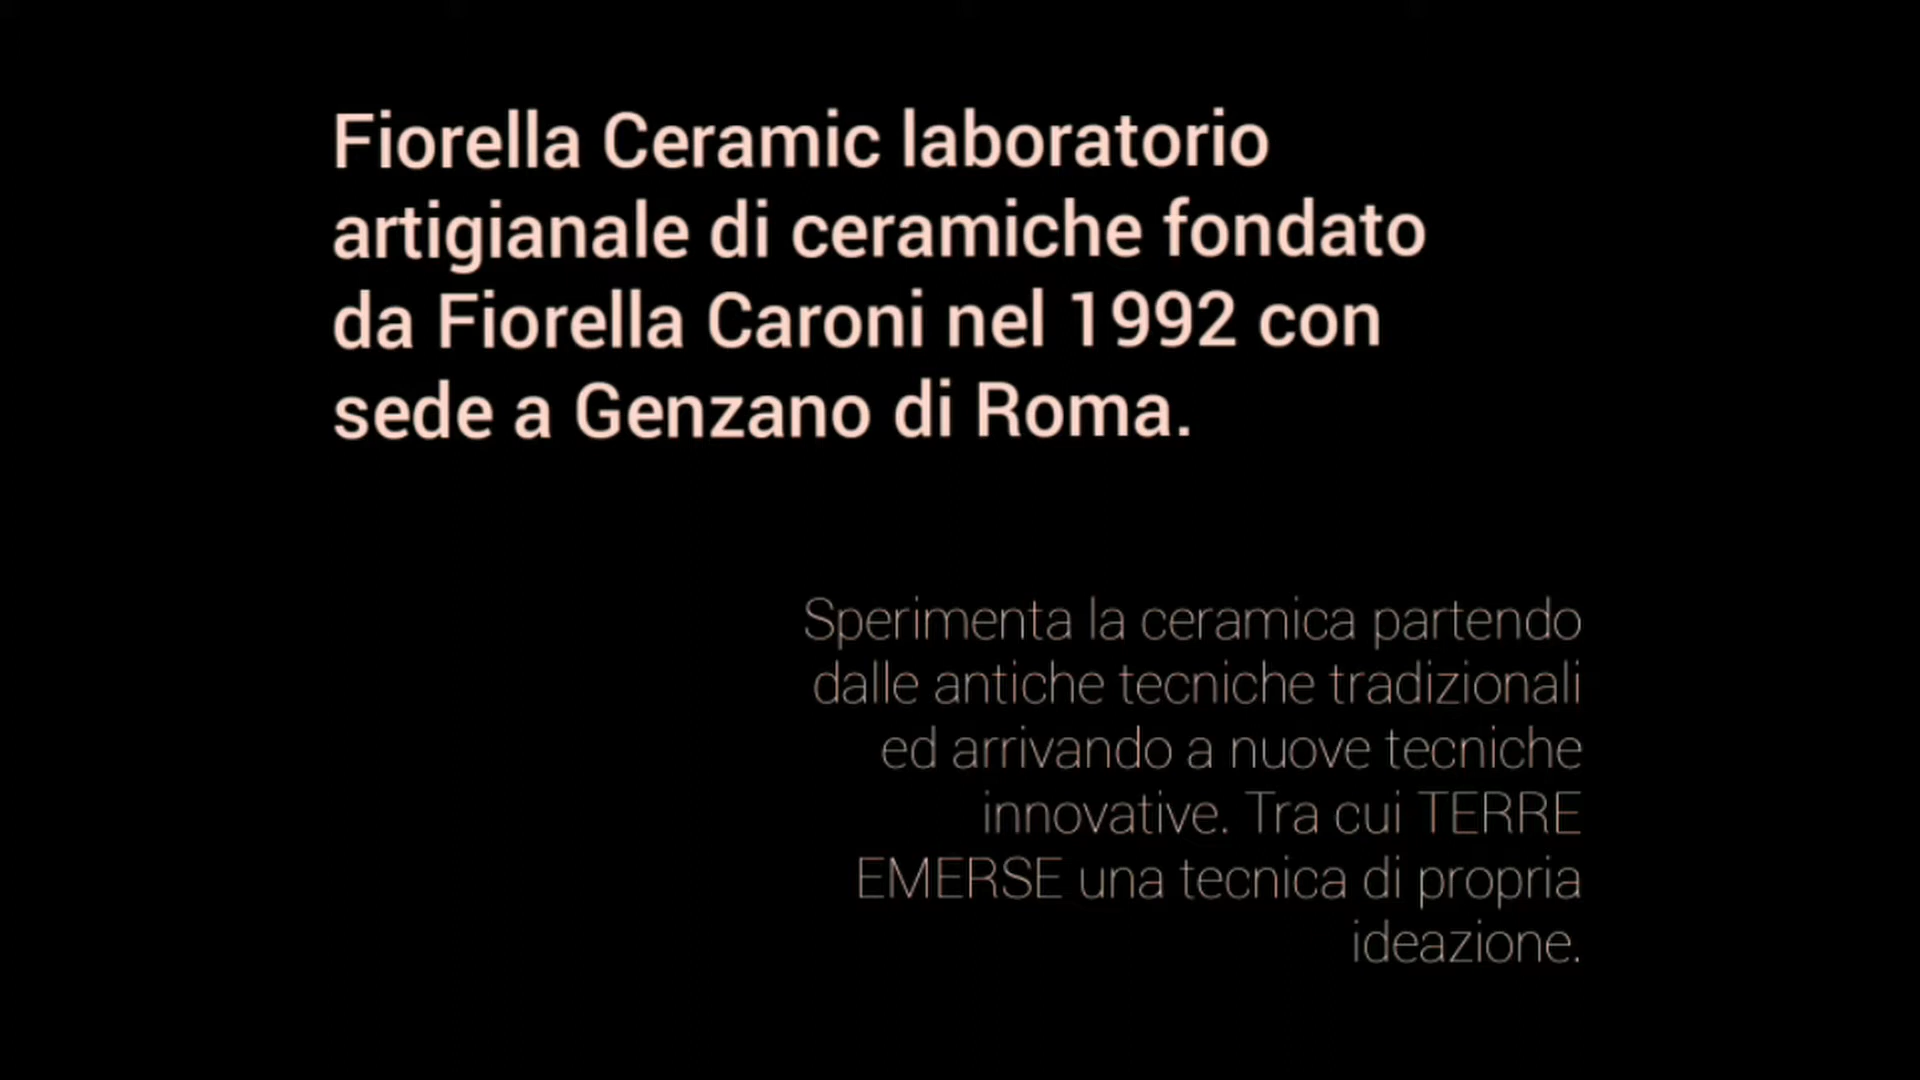 Fiorella Ceramic laboratorio
artigianale di ceramiche fondato
da Fiorella Caroni nel 1992 con
sede a Genzano di Roma.
Sperimenta la ceramica partendo
dalle antiche tecniche tradizionali
ed arrivando a nuove tecniche
innovative. Tra cui TERRE
EMERSE una tecnica di propria
ideazione.